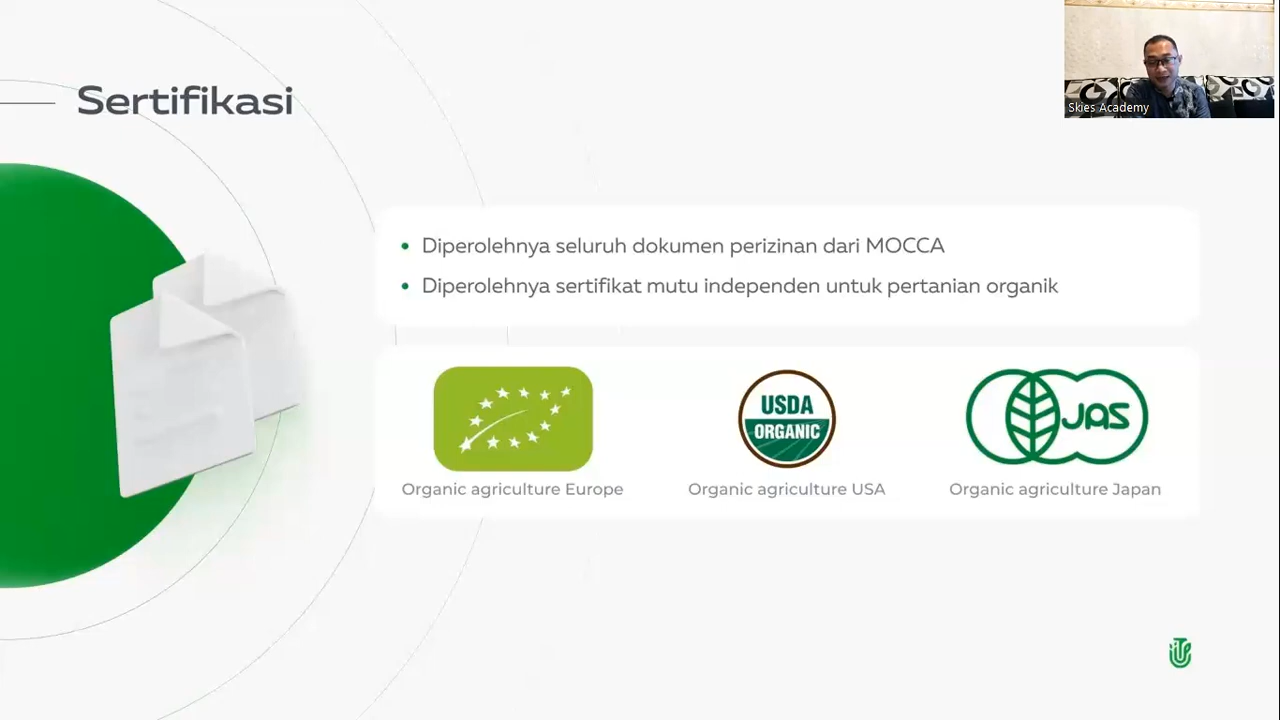 Sertifikasi
Skies Academy
• Diperolehnya seluruh dokumen perizinan dari MOCCA
• Diperolehnya sertifikat mutu independen untuk pertanian organik
USDA
ORGANIC
JAS
Organic agriculture Europe
Organic agriculture USA
Organic agriculture Japan